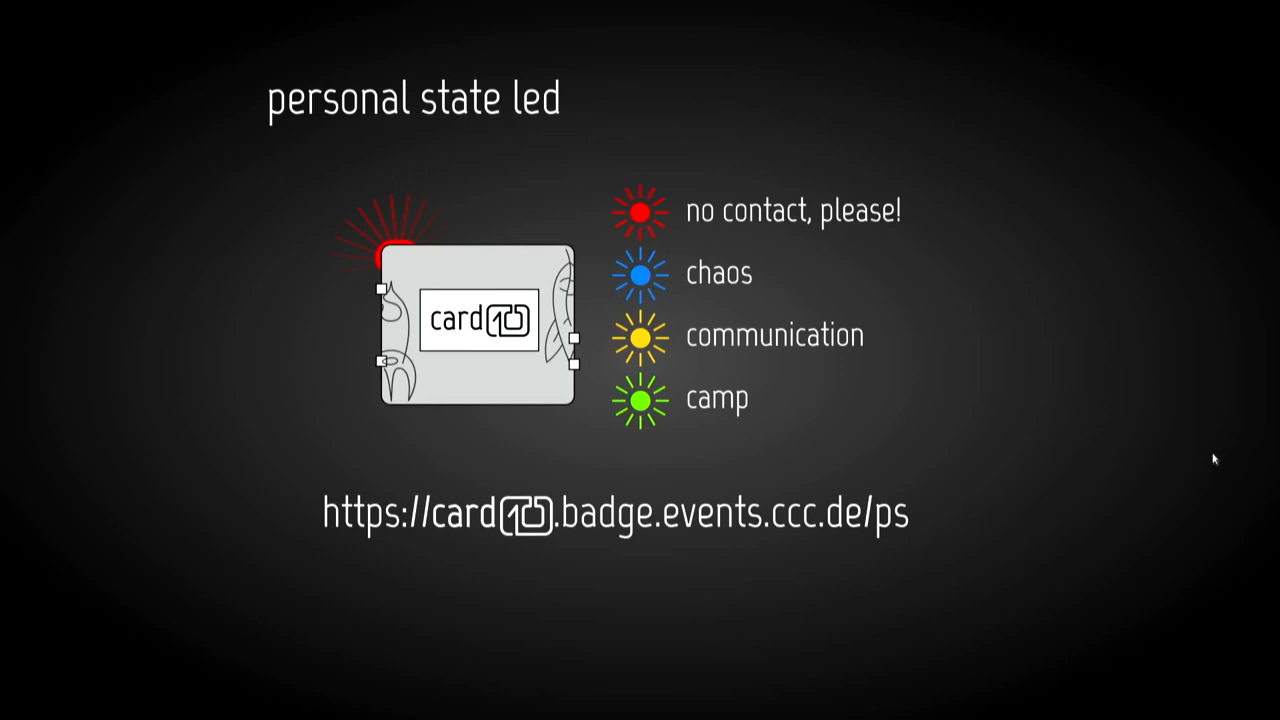 personal state led
no contact, please!
card10
chaos
communication
camp
https://card10.badge.events.ccc.de/ps